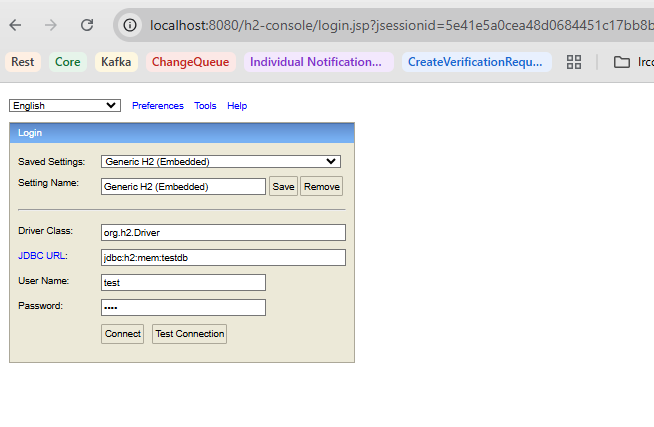 localhost:8080/h2-console/login.jsp?jsessionid=5e41e5a0cea48d0684451c17bb8b
Rest Core Kafka ChangeQueue Individual Notification... CreateVerificationRequ... Ircc
English Preferences Tools Help
Login
Saved Settings: Generic H2 (Embedded)
Setting Name: Generic H2 (Embedded) Save Remove
Driver Class: org.h2.Driver
JDBC URL: jdbc:h2:mem:testdb
User Name: test
Password: ••••
Connect Test Connection